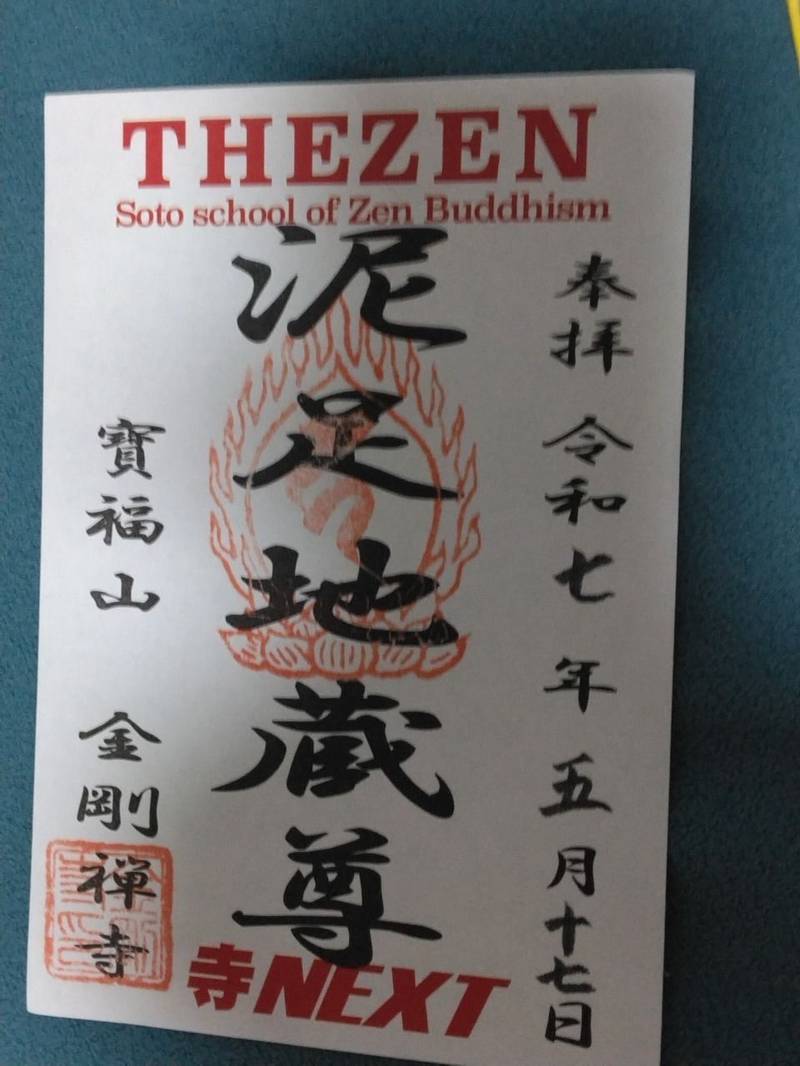 THEZEN
Soto school of Zen Buddhism
奉拝 令和七年五月十七日
泥足地蔵尊
寳福山 金剛禅寺
寺NEXT